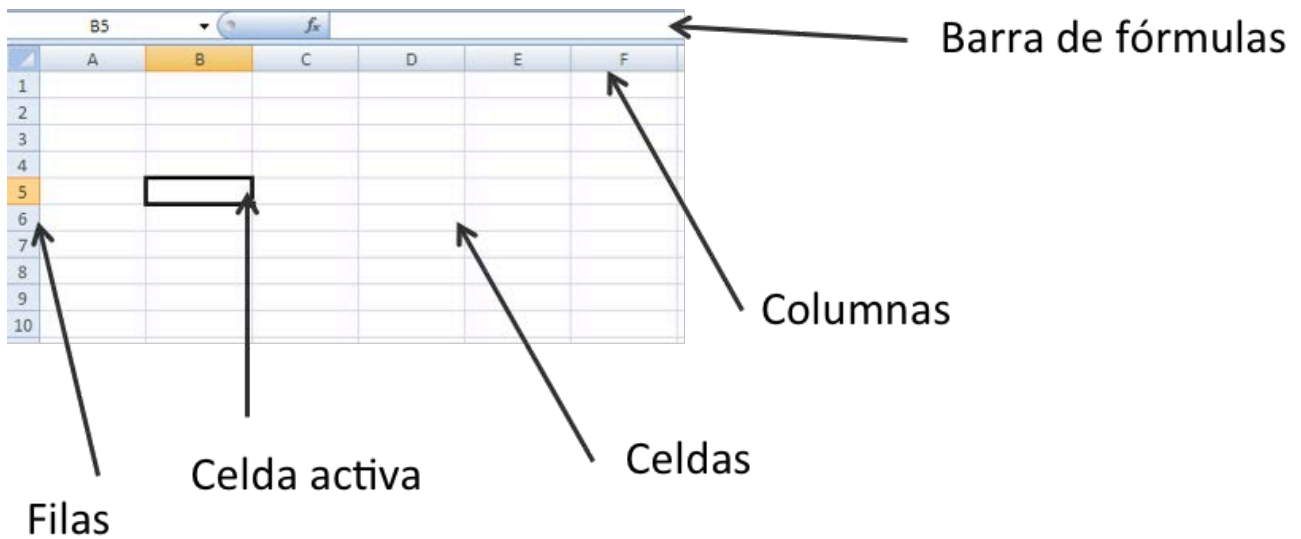 B5 fx
Barra de fórmulas
A B C D E F
1
2
3
4
5
6
7
8
9
10
Columnas
Celdas
Celda activa
Filas